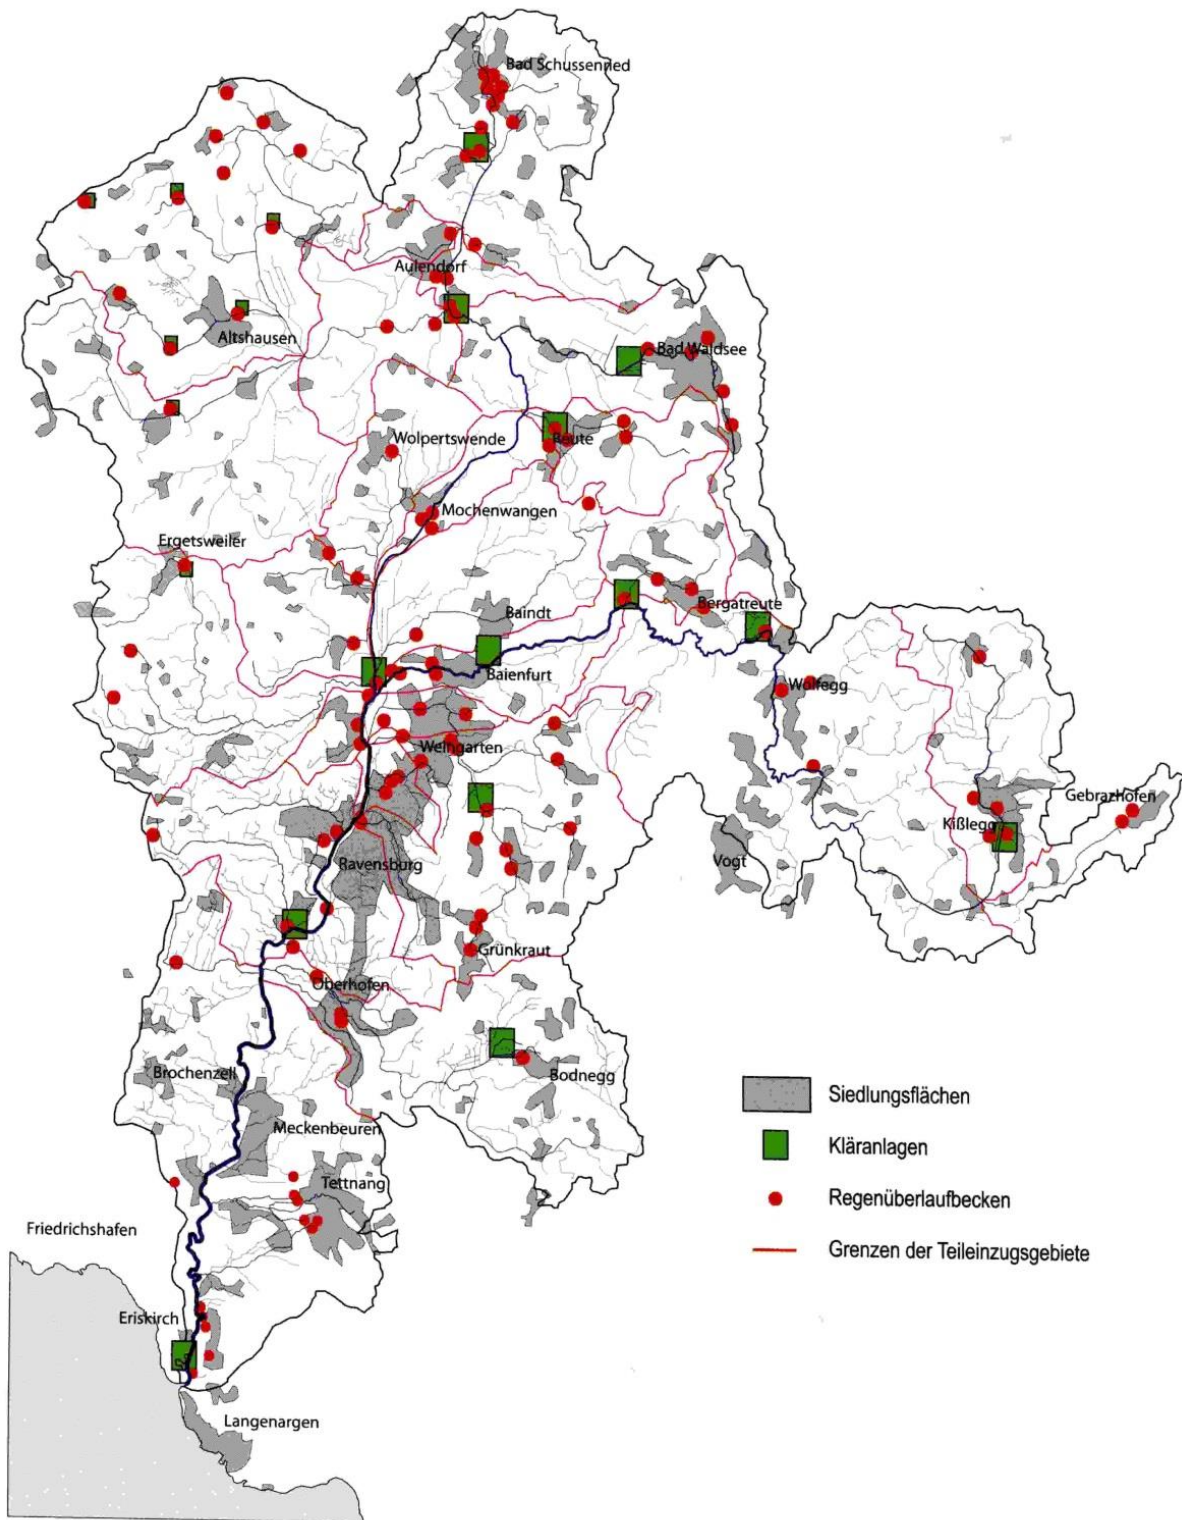 Bad Schussenried
Aulendorf
Altshausen
Bad Waldsee
Reute
Wolpertswende
Mochenwangen
Ergetsweiler
Baindt
Bergatreute
Baienfurt
Wolfegg
Weingarten
Gebrazhofen
Kißlegg
Ravensburg
Vogt
Grünkraut
Oberhofen
Brochenzell
Bodnegg
Meckenbeuren
Tettnang
Friedrichshafen
Eriskirch
Langenargen
Siedlungsflächen
Kläranlagen
Regenüberlaufbecken
Grenzen der Teileinzugsgebiete